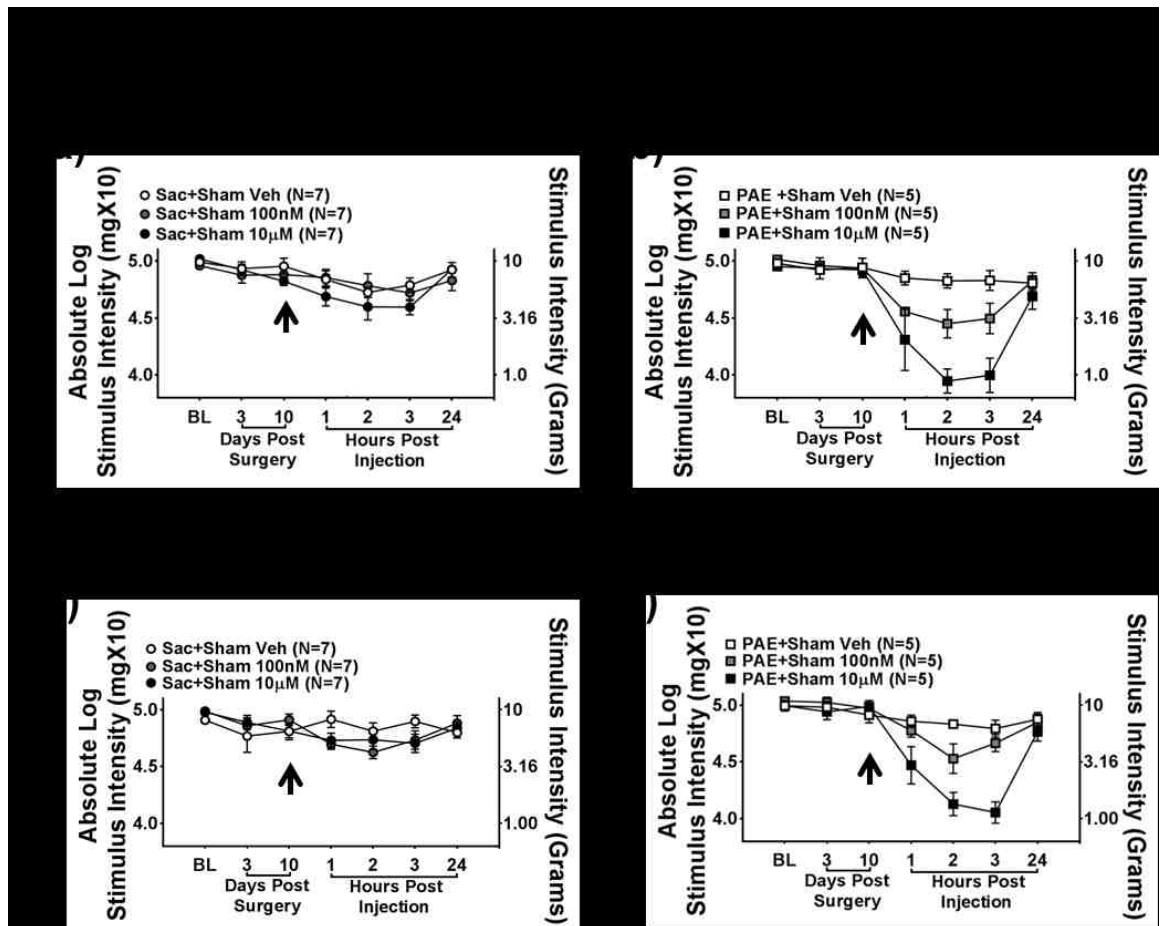 a)
Absolute Log
Stimulus Intensity (mgX10)
Sac+Sham Veh (N=7)
Sac+Sham 100nM (N=7)
Sac+Sham 10μM (N=7)
5.0
4.5
4.0
10
3.16
1.0
Stimulus Intensity (Grams)
BL 3 10 1 2 3 24
Days Post
Surgery
Hours Post
Injection
Absolute Log
Stimulus Intensity (mgX10)
PAE +Sham Veh (N=5)
PAE+Sham 100nM (N=5)
PAE+Sham 10μM (N=5)
5.0
4.5
4.0
10
3.16
1.0
Stimulus Intensity (Grams)
BL 3 10 1 2 3 24
Days Post
Surgery
Hours Post
Injection
Absolute Log
Stimulus Intensity (mgX10)
Sac+Sham Veh (N=7)
Sac+Sham 100nM (N=7)
Sac+Sham 10μM (N=7)
5.0
4.5
4.0
10
3.16
1.00
Stimulus Intensity (Grams)
BL 3 10 1 2 3 24
Days Post
Surgery
Hours Post
Injection
Absolute Log
Stimulus Intensity (mgX10)
PAE+Sham Veh (N=5)
PAE+Sham 100nM (N=5)
PAE+Sham 10μM (N=5)
5.0
4.5
4.0
10
3.16
1.00
Stimulus Intensity (Grams)
BL 3 10 1 2 3 24
Days Post
Surgery
Hours Post
Injection